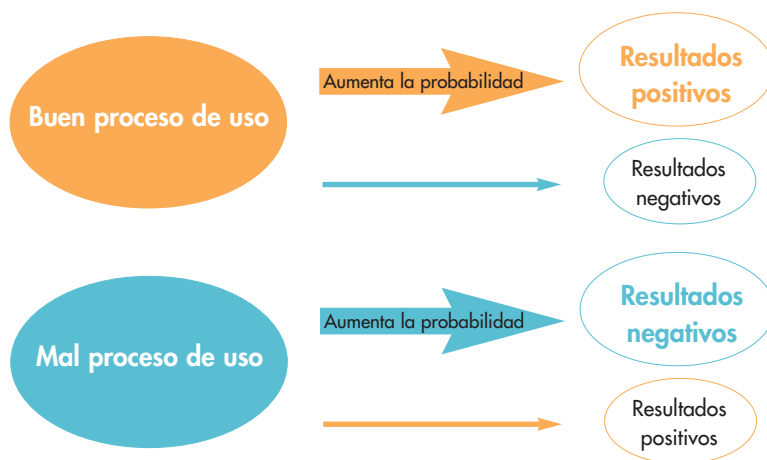 Buen proceso de uso
Aumenta la probabilidad
Resultados
positivos
Resultados
negativos
Mal proceso de uso
Aumenta la probabilidad
Resultados
negativos
Resultados
positivos